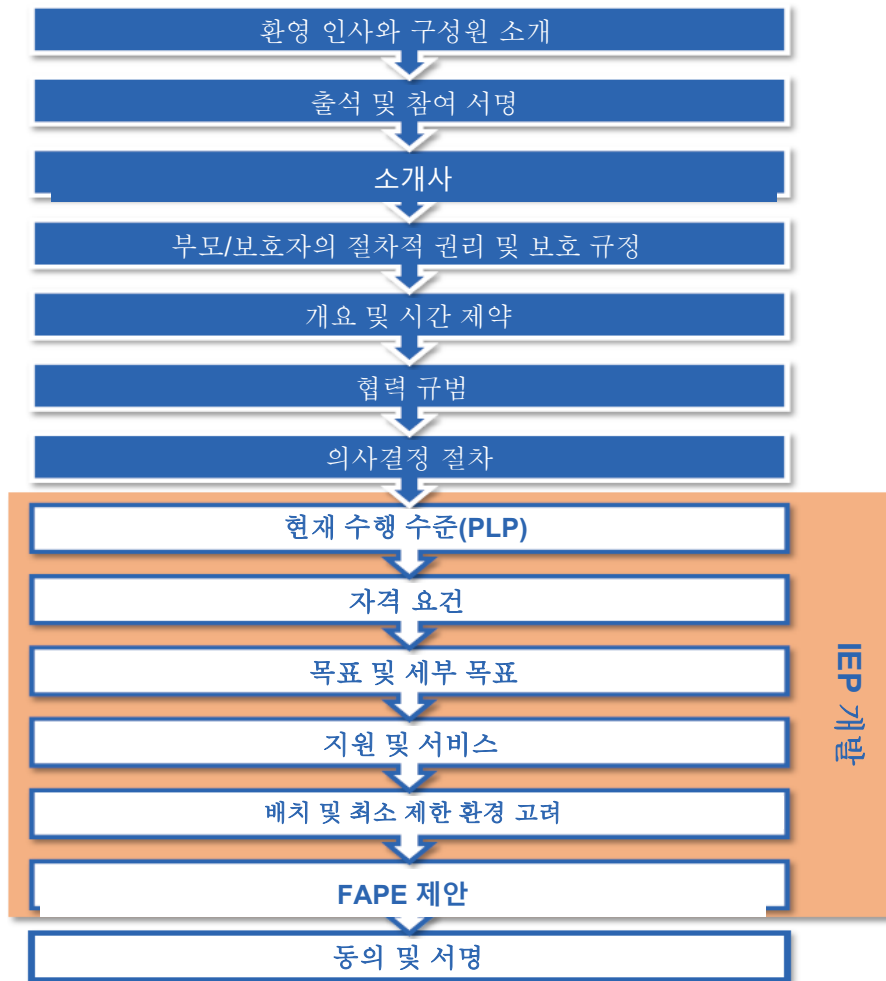 환영 인사와 구성원 소개
출석 및 참여 서명
소개사
부모/보호자의 절차적 권리 및 보호 규정
개요 및 시간 제약
협력 규범
의사결정 절차
현재 수행 수준(PLP)
자격 요건
목표 및 세부 목표
지원 및 서비스
배치 및 최소 제한 환경 고려
FAPE 제안
IEP 개발
동의 및 서명